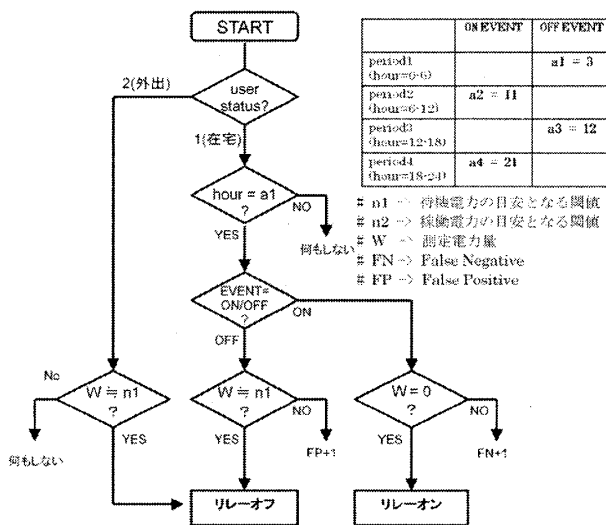 START
2(外出)
user
status?
1(在宅)
hour = a1
?
NO
YES
何もしない
EVENT=
ON/OFF
?
ON
OFF
No
W ≒ n1
?
YES
何もしない
W ≒ n1
?
NO
YES
FP+1
W = 0
?
NO
YES
FN+1
リレーオフ
リレーオン
ON EVENT OFF EVENT
period1 a1 = 3
(hour=0-6)
period2 a2 = 11
(hour=6-12)
period3 a3 = 12
(hour=12-18)
period4 a4 = 21
(hour=18-24)
# n1 -> 待機電力の目安となる閾値
# n2 -> 稼働電力の目安となる閾値
# W -> 測定電力量
# FN -> False Negative
# FP -> False Positive